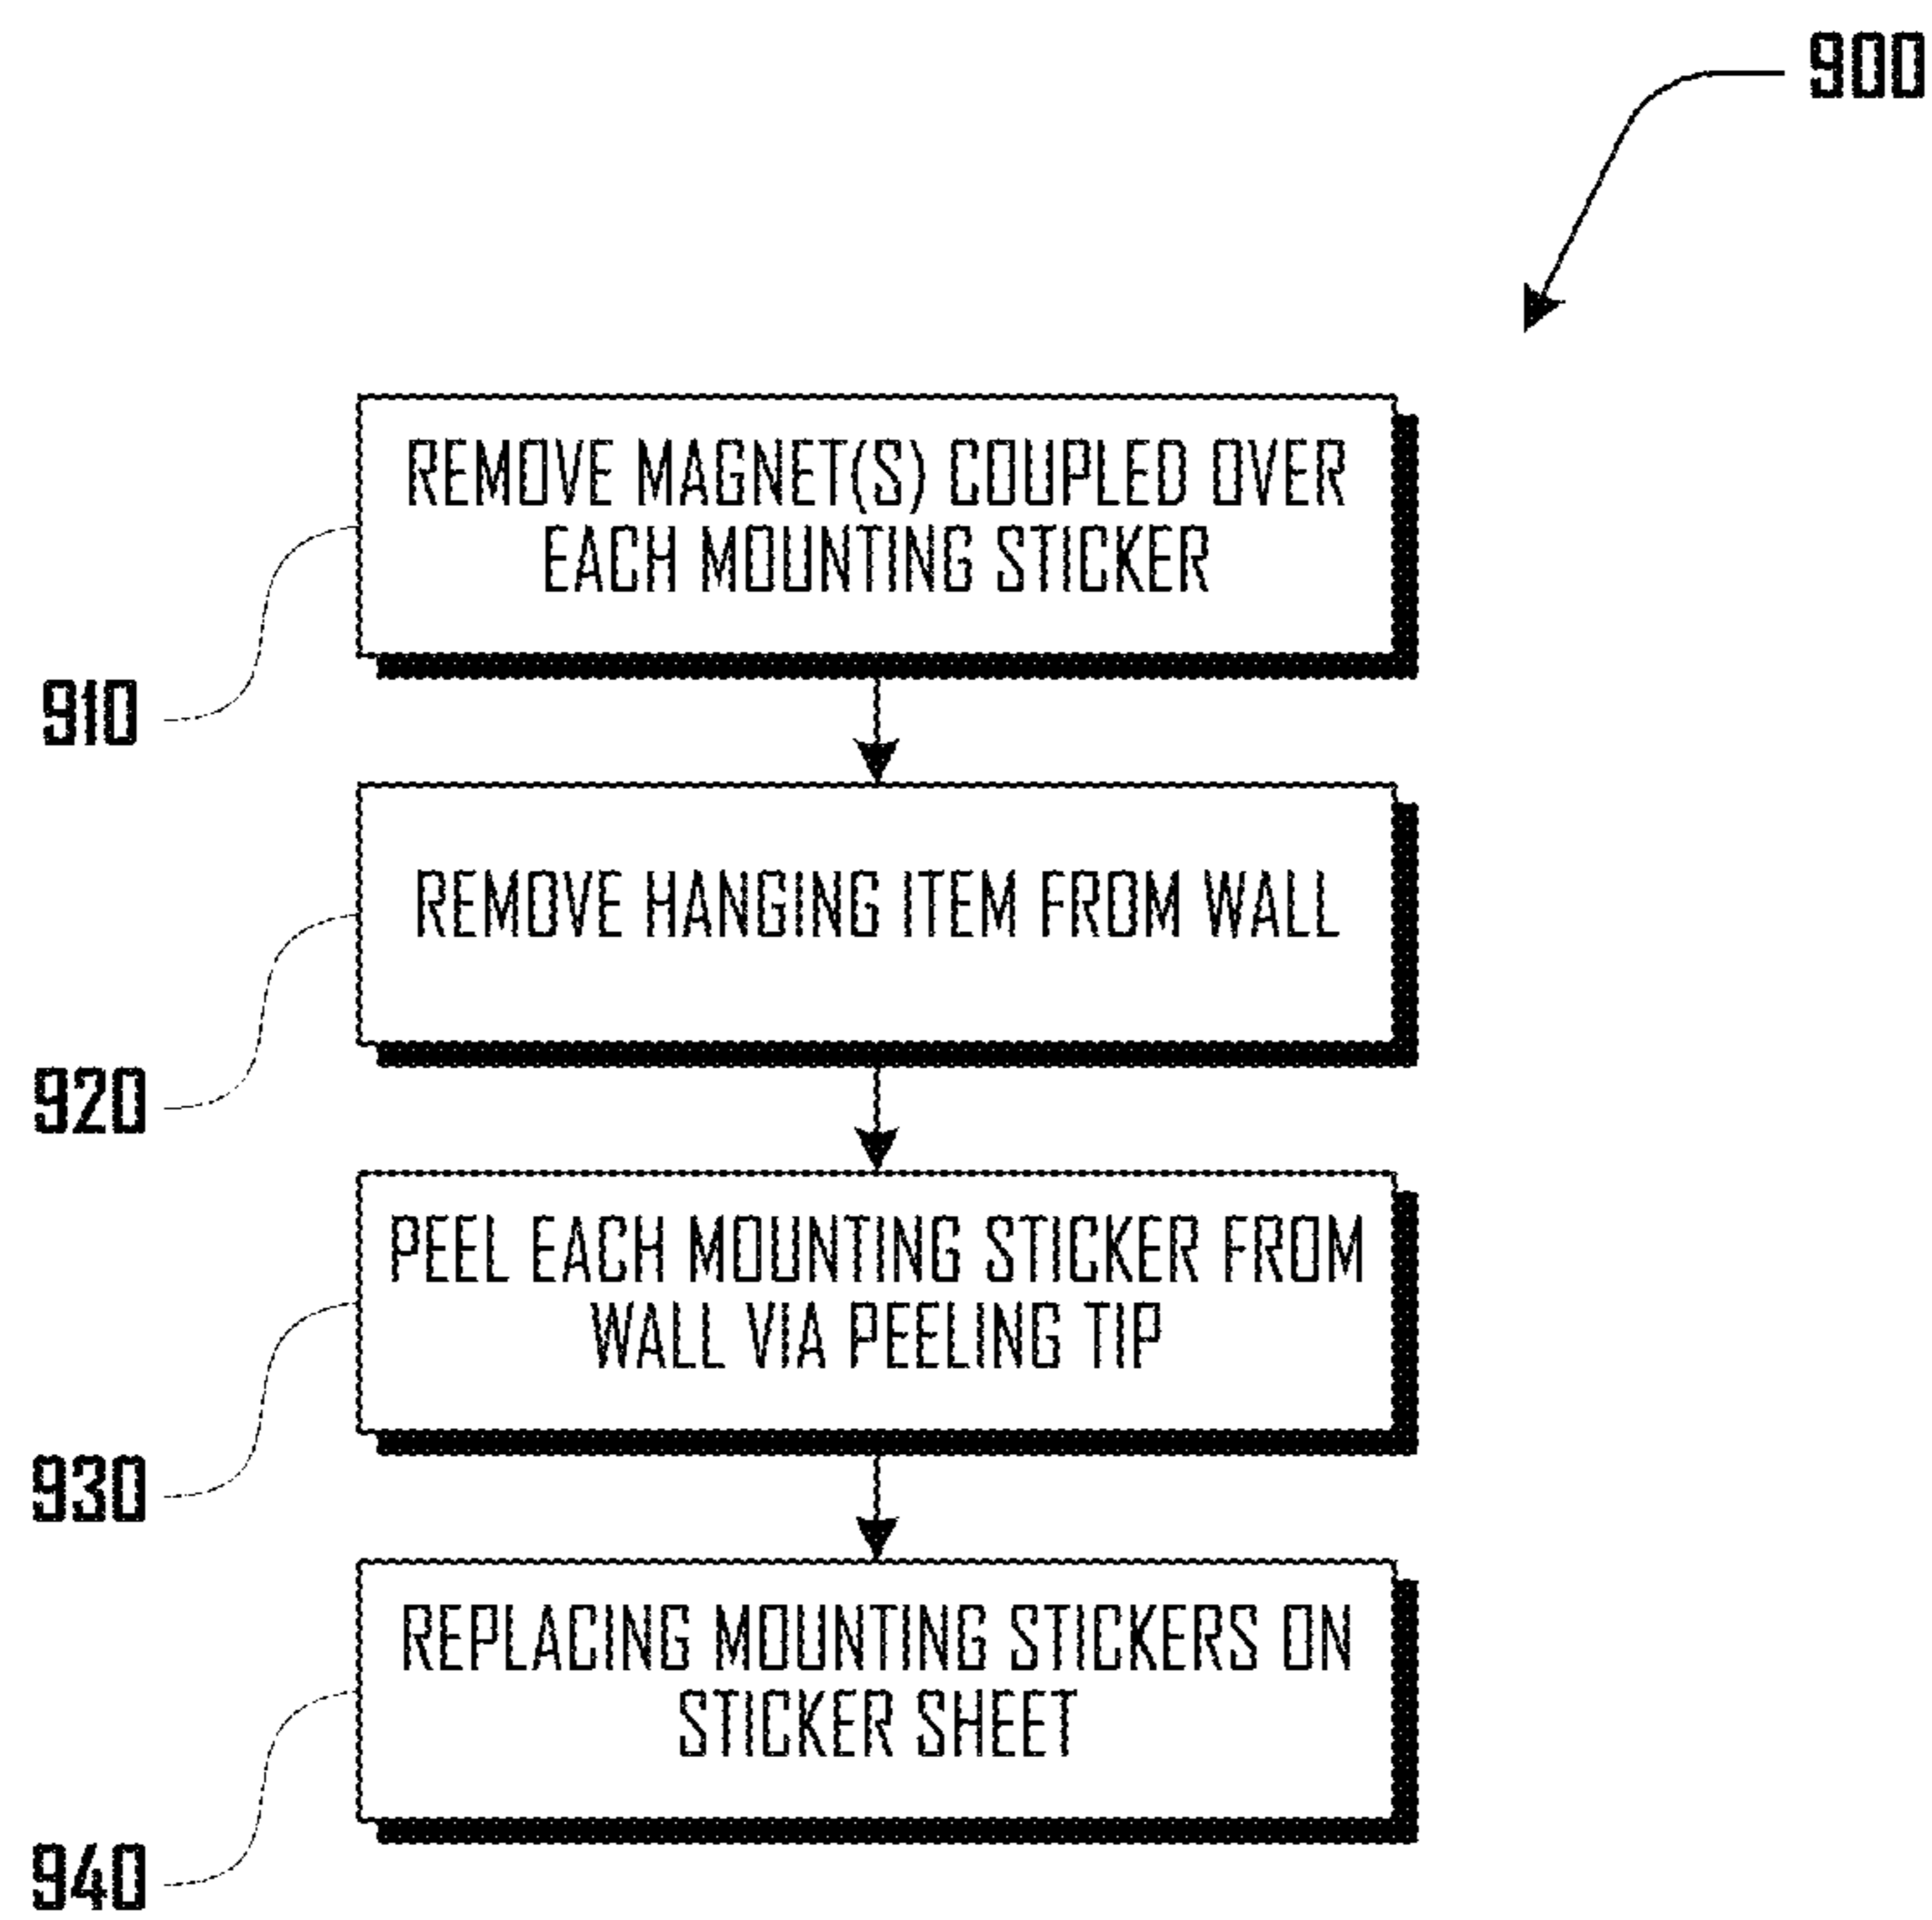 900
REMOVE MAGNET(S) COUPLED OVER
EACH MOUNTING STICKER
910
REMOVE HANGING ITEM FROM WALL
920
PEEL EACH MOUNTING STICKER FROM
WALL VIA PEELING TIP
930
REPLACING MOUNTING STICKERS ON
STICKER SHEET
940